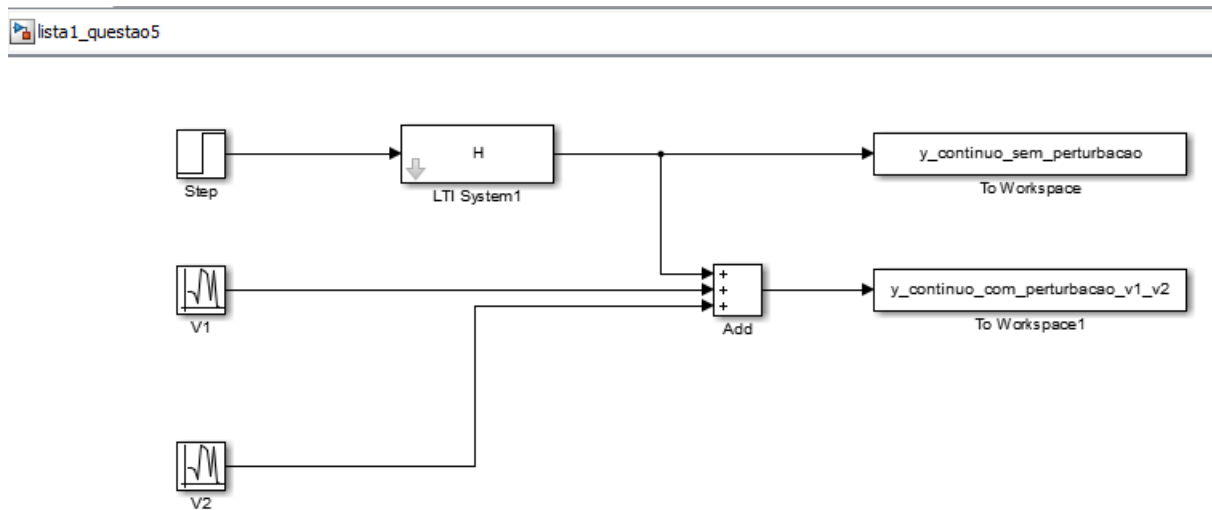 lista1_questao5
H
y_continuo_sem_perturbacao
Step
LTI System1
To Workspace
+
+
+
y_continuo_com_perturbacao_v1_v2
V1
Add
To Workspace1
V2